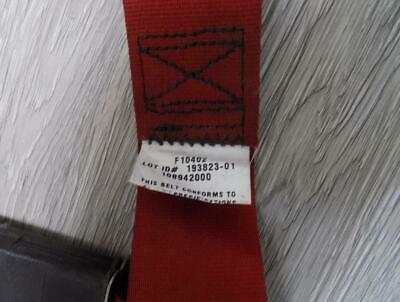 F10402
LOT ID# 193823-01
108942000
THIS BELT CONFORMS TO